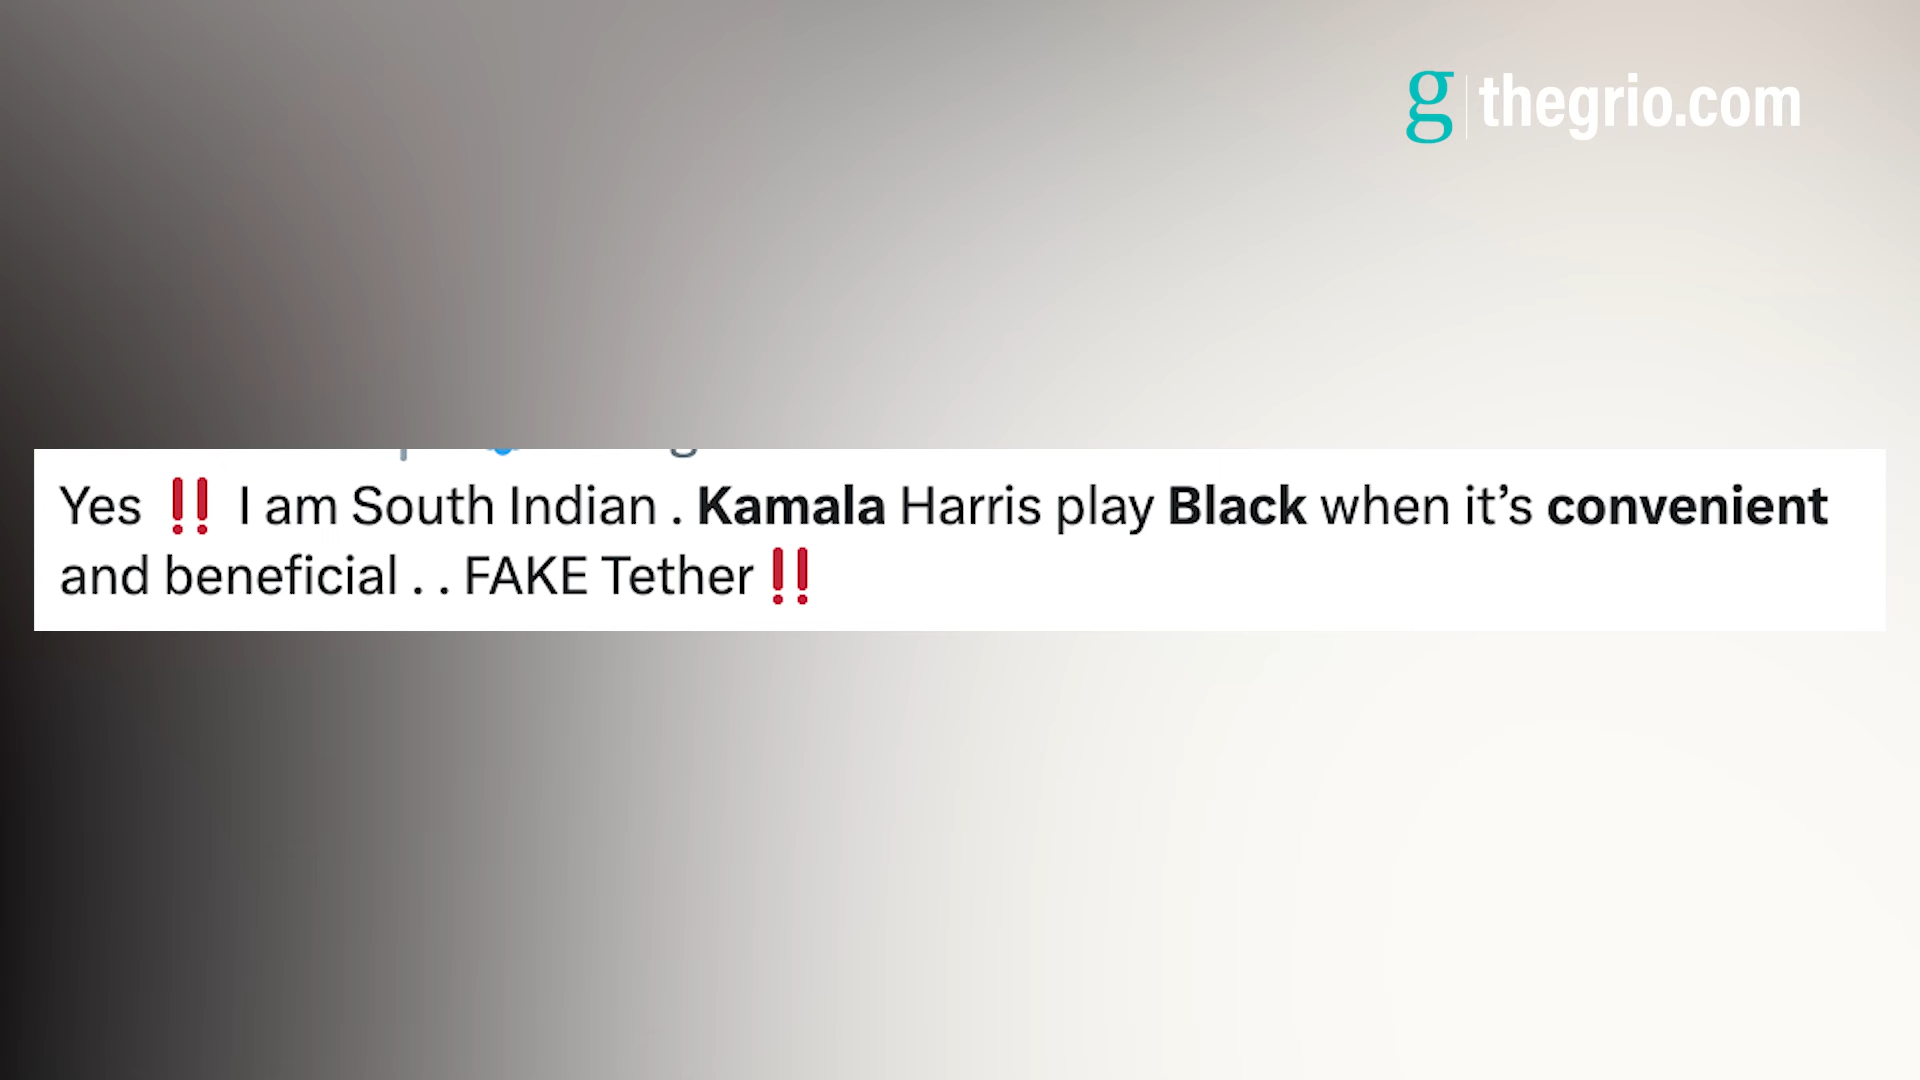 g thegrio.com
Yes ‼️ I am South Indian . Kamala Harris play Black when it’s convenient
and beneficial . . FAKE Tether ‼️